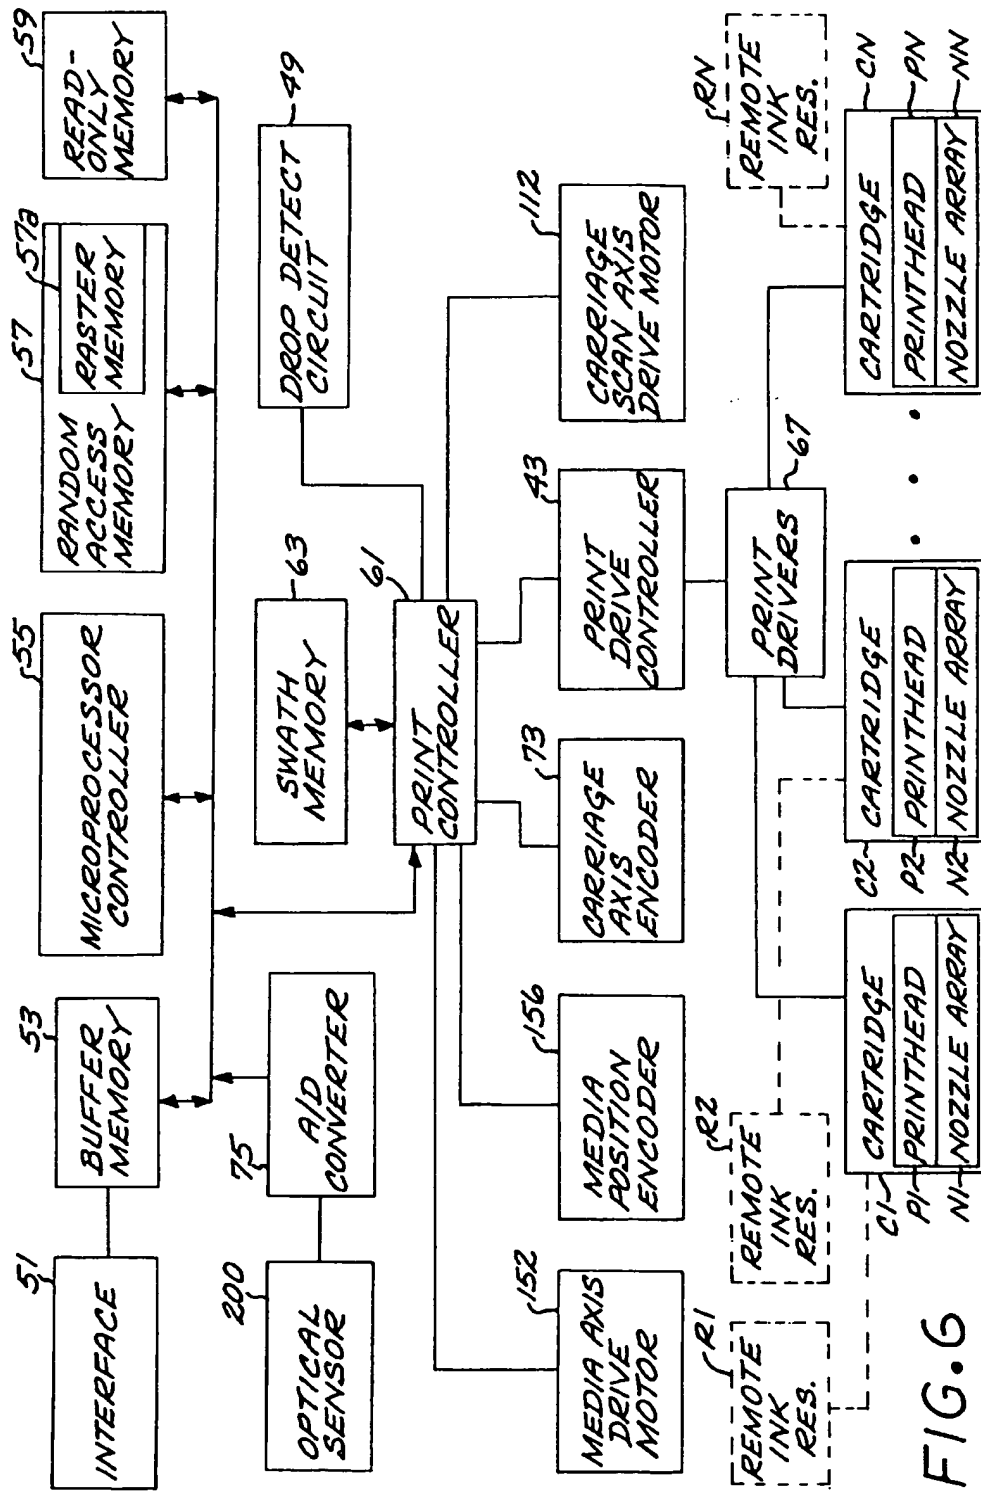 51
INTERFACE
53
BUFFER
MEMORY
55
MICROPROCESSOR
CONTROLLER
57
57a
RANDOM
ACCESS
MEMORY
RASTER
MEMORY
59
READ-
ONLY
MEMORY
200
OPTICAL
SENSOR
75
A/D
CONVERTER
63
SWATH
MEMORY
49
DROP DETECT
CIRCUIT
61
PRINT
CONTROLLER
152
MEDIA AXIS
DRIVE
MOTOR
156
MEDIA
POSITION
ENCODER
73
CARRIAGE
AXIS
ENCODER
43
PRINT
DRIVE
CONTROLLER
112
CARRIAGE
SCAN AXIS
DRIVE MOTOR
R1
REMOTE
INK
RES.
R2
REMOTE
INK
RES.
67
PRINT
DRIVERS
RN
REMOTE
INK
RES.
C1
CARTRIDGE
P1
PRINTHEAD
N1
NOZZLE ARRAY
C2
CARTRIDGE
P2
PRINTHEAD
N2
NOZZLE ARRAY
CARTRIDGE
CN
PRINTHEAD
PN
NOZZLE ARRAY
NN
FIG.6